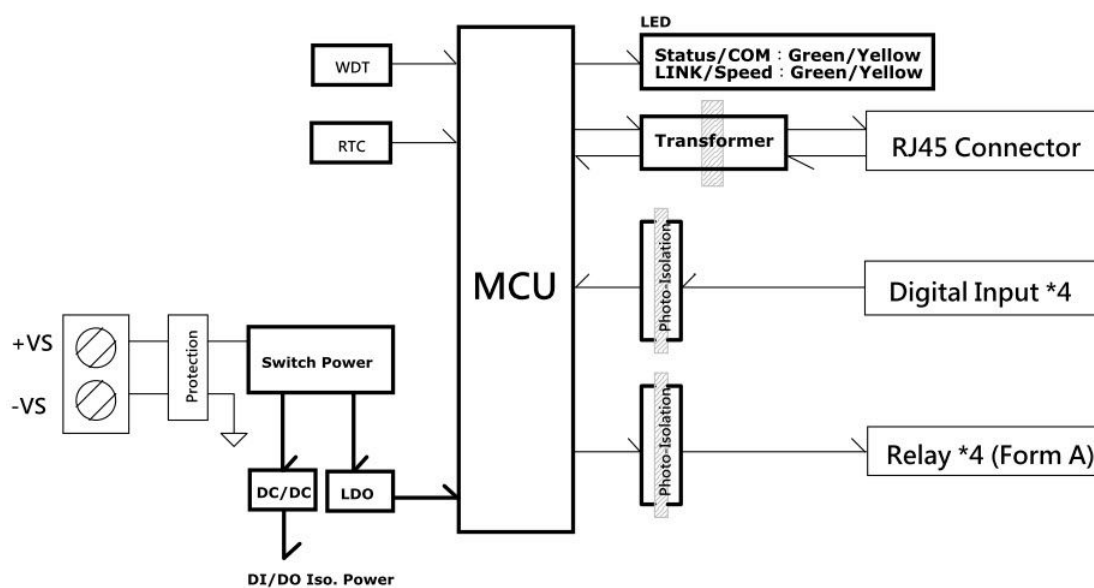 LED
Status/COM：Green/Yellow
LINK/Speed：Green/Yellow
WDT
RTC
Transformer
RJ45 Connector
MCU
Photo-Isolation
Digital Input *4
+VS
-VS
Protection
Switch Power
Photo-Isolation
Relay *4 (Form A)
DC/DC
LDO
DI/DO Iso. Power